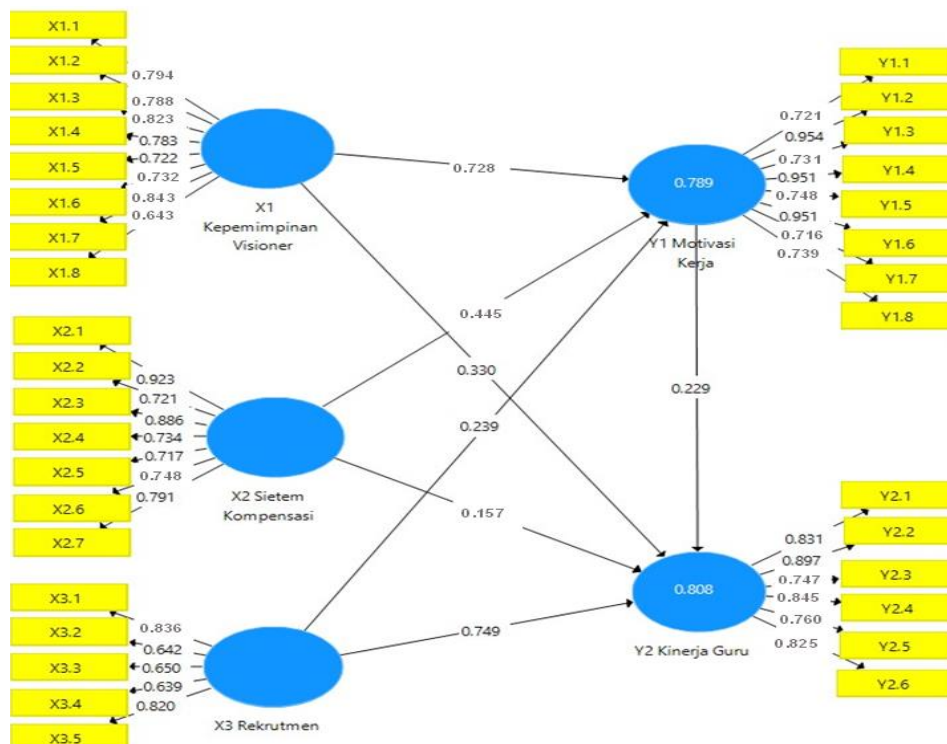 X1.1
X1.2
X1.3
X1.4
X1.5
X1.6
X1.7
X1.8
0.794
0.788
0.823
0.783
0.722
0.732
0.843
0.643
X1
Kepemimpinan
Visioner
0.728
0.789
Y1 Motivasi
Kerja
0.721
0.954
0.731
0.951
0.748
0.951
0.716
0.739
Y1.1
Y1.2
Y1.3
Y1.4
Y1.5
Y1.6
Y1.7
Y1.8
0.445
0.330
0.239
0.229
X2.1
X2.2
X2.3
X2.4
X2.5
X2.6
X2.7
0.923
0.721
0.886
0.734
0.717
0.748
0.791
X2 Sietem
Kompensasi
0.157
0.749
0.808
Y2 Kinerja Guru
0.831
0.897
0.747
0.845
0.760
0.825
Y2.1
Y2.2
Y2.3
Y2.4
Y2.5
Y2.6
X3.1
X3.2
X3.3
X3.4
X3.5
0.836
0.642
0.650
0.639
0.820
X3 Rekrutmen